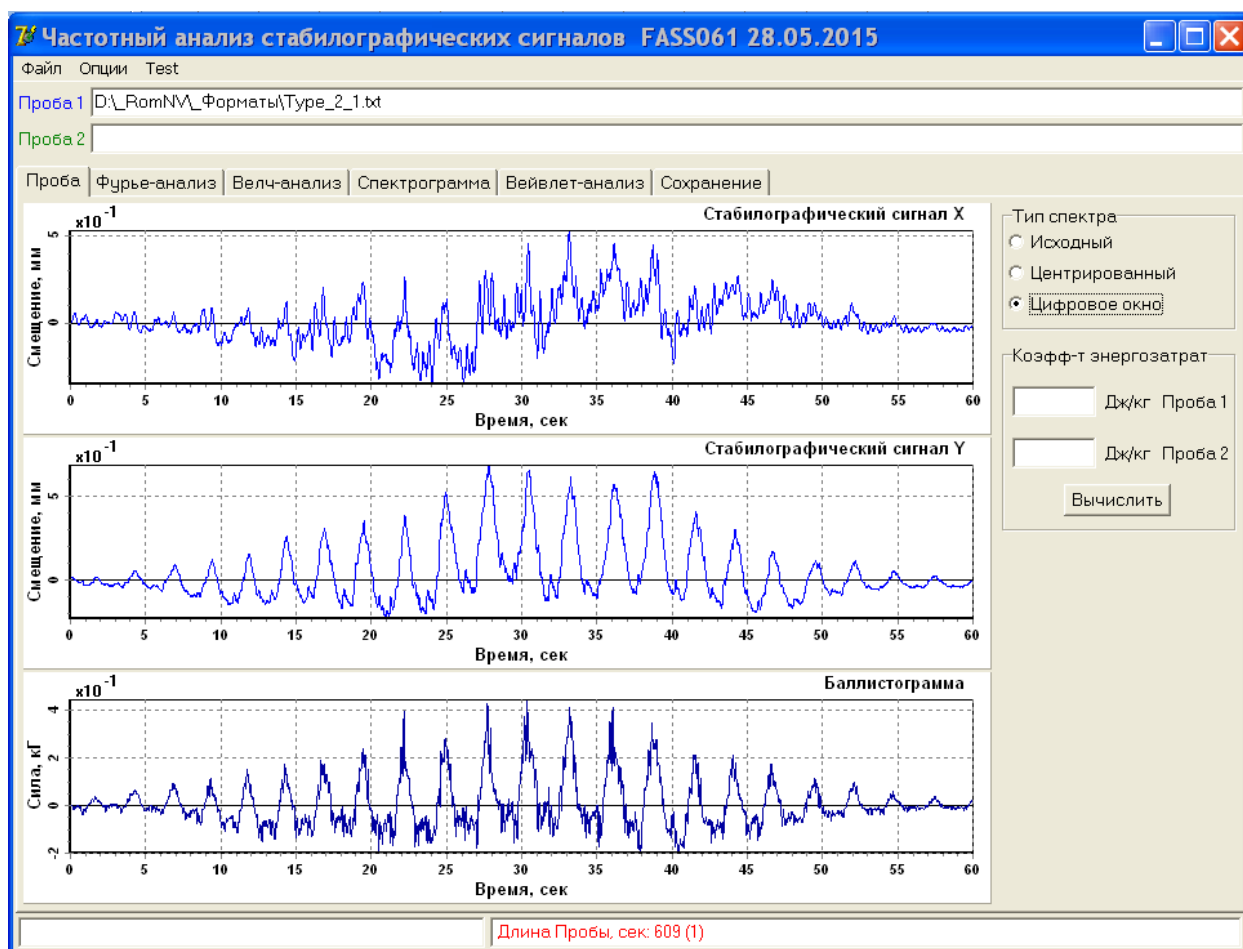 Частотный анализ стабилографических сигналов FASS061 28.05.2015
Файл Опции Test
Проба 1 D:\_RomNV\_Форматы\Type_2_1.txt
Проба 2
Проба Фурье-анализ Велч-анализ Спектрограмма Вейвлет-анализ Сохранение
x10^-1 Стабилографический сигнал X
Смещение, мм
5
0
0 5 10 15 20 25 30 35 40 45 50 55 60
Время, сек
x10^-1 Стабилографический сигнал Y
Смещение, мм
5
0
0 5 10 15 20 25 30 35 40 45 50 55 60
Время, сек
x10^-1 Баллистограмма
Сила, кГ
4
2
0
-2
0 5 10 15 20 25 30 35 40 45 50 55 60
Время, сек
Тип спектра
Исходный
Центрированный
Цифровое окно
Коэфф-т энергозатрат
Дж/кг Проба 1
Дж/кг Проба 2
Вычислить
Длина Пробы, сек: 609 (1)